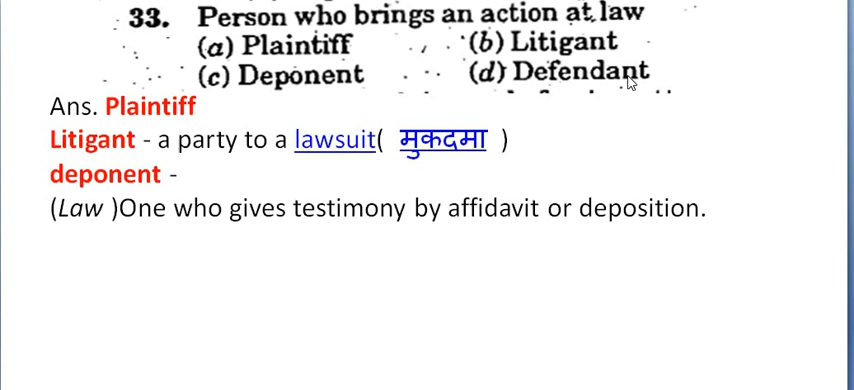 33. Person who brings an action at law
(a) Plaintiff (b) Litigant
(c) Deponent (d) Defendant
Ans. Plaintiff
Litigant - a party to a lawsuit( मुकदमा )
deponent -
(Law )One who gives testimony by affidavit or deposition.